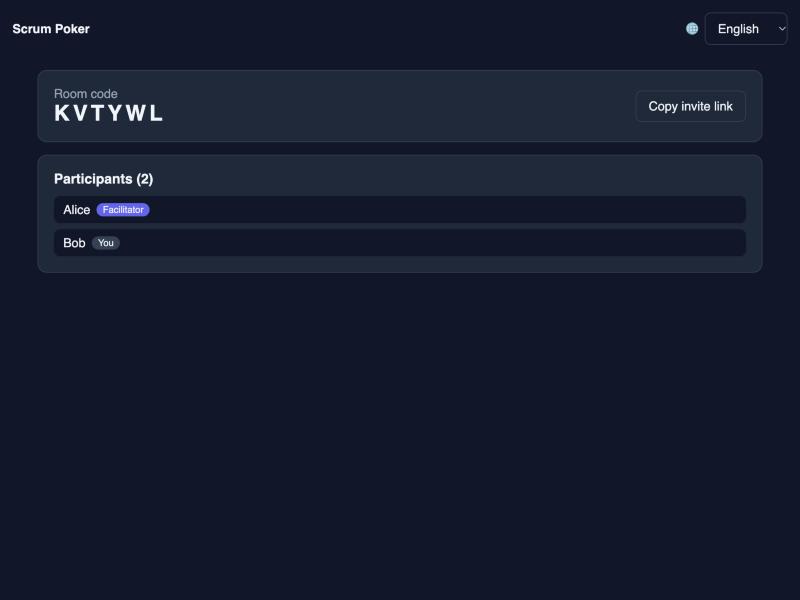 Scrum Poker
English
Room code
KVTYWL
Copy invite link
Participants (2)
Alice Facilitator
Bob You